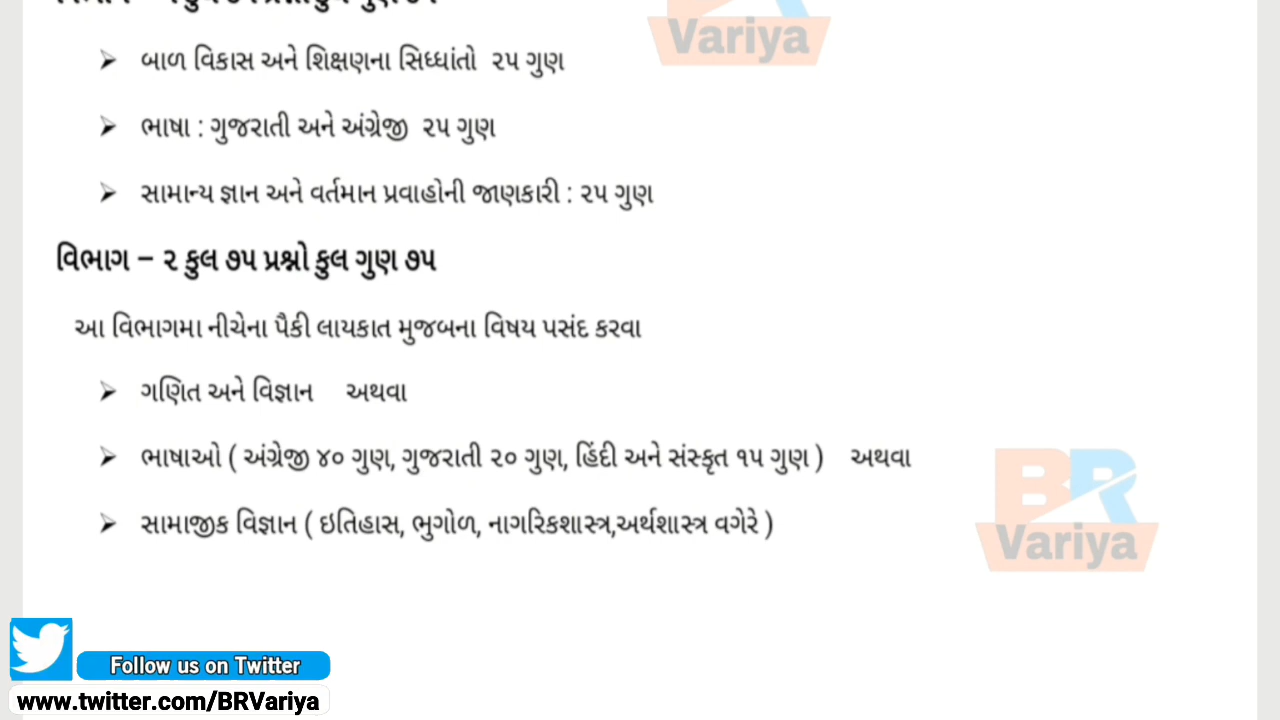 Variya
➤ બાળ વિકાસ અને શિક્ષણના સિધ્ધાંતો ૨૫ ગુણ
➤ ભાષા : ગુજરાતી અને અંગ્રેજી ૨૫ ગુણ
➤ સામાન્ય જ્ઞાન અને વર્તમાન પ્રવાહોની જાણકારી : ૨૫ ગુણ
વિભાગ – ૨ કુલ ૭૫ પ્રશ્નો કુલ ગુણ ૭૫
આ વિભાગમા નીચેના પૈકી લાયકાત મુજબના વિષય પસંદ કરવા
➤ ગણિત અને વિજ્ઞાન અથવા
➤ ભાષાઓ ( અંગ્રેજી ૪૦ ગુણ, ગુજરાતી ૨૦ ગુણ, હિંદી અને સંસ્કૃત ૧૫ ગુણ ) અથવા
➤ સામાજીક વિજ્ઞાન ( ઇતિહાસ, ભુગોળ, નાગરિકશાસ્ત્ર,અર્થશાસ્ત્ર વગેરે )
BR
Variya
Follow us on Twitter
www.twitter.com/BRVariya